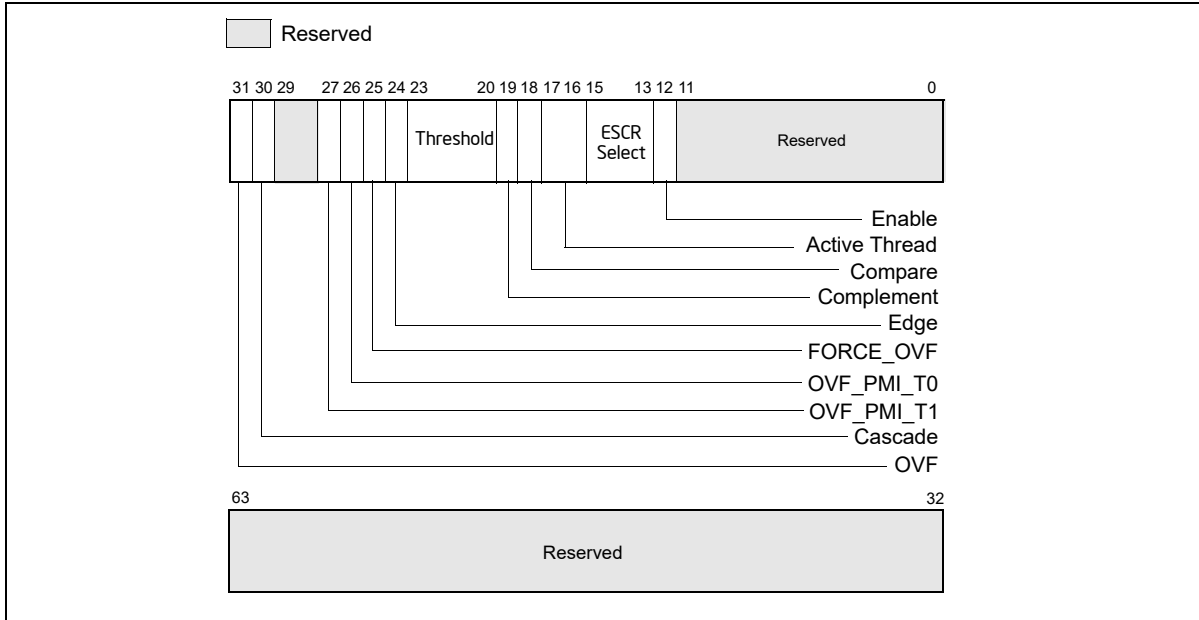 Reserved
31 30 29 27 26 25 24 23 20 19 18 17 16 15 13 12 11 0
Threshold
ESCR
Select
Reserved
Enable
Active Thread
Compare
Complement
Edge
FORCE_OVF
OVF_PMI_T0
OVF_PMI_T1
Cascade
OVF
63 32
Reserved